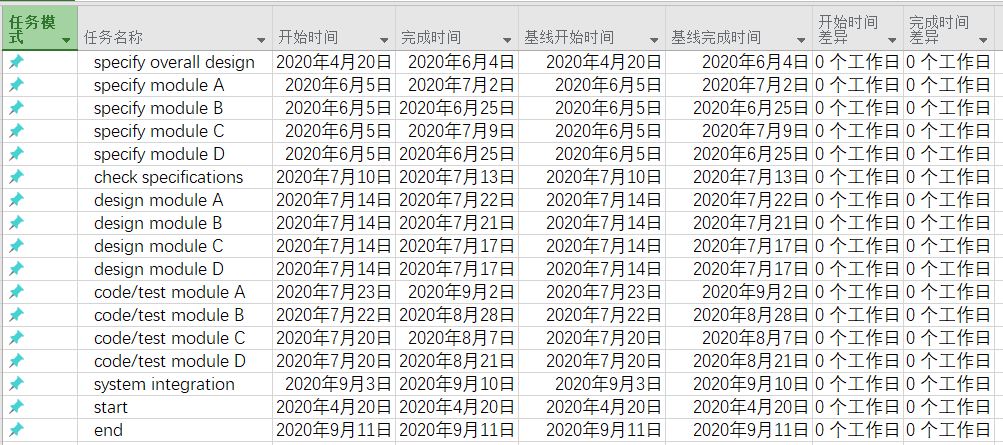 任务模式 任务名称 开始时间 完成时间 基线开始时间 基线完成时间 开始时间差异 完成时间差异
specify overall design 2020年4月20日 2020年6月4日 2020年4月20日 2020年6月4日 0 个工作日 0 个工作日
specify module A 2020年6月5日 2020年7月2日 2020年6月5日 2020年7月2日 0 个工作日 0 个工作日
specify module B 2020年6月5日 2020年6月25日 2020年6月5日 2020年6月25日 0 个工作日 0 个工作日
specify module C 2020年6月5日 2020年7月9日 2020年6月5日 2020年7月9日 0 个工作日 0 个工作日
specify module D 2020年6月5日 2020年6月25日 2020年6月5日 2020年6月25日 0 个工作日 0 个工作日
check specifications 2020年7月10日 2020年7月13日 2020年7月10日 2020年7月13日 0 个工作日 0 个工作日
design module A 2020年7月14日 2020年7月22日 2020年7月14日 2020年7月22日 0 个工作日 0 个工作日
design module B 2020年7月14日 2020年7月21日 2020年7月14日 2020年7月21日 0 个工作日 0 个工作日
design module C 2020年7月14日 2020年7月17日 2020年7月14日 2020年7月17日 0 个工作日 0 个工作日
design module D 2020年7月14日 2020年7月17日 2020年7月14日 2020年7月17日 0 个工作日 0 个工作日
code/test module A 2020年7月23日 2020年9月2日 2020年7月23日 2020年9月2日 0 个工作日 0 个工作日
code/test module B 2020年7月22日 2020年8月28日 2020年7月22日 2020年8月28日 0 个工作日 0 个工作日
code/test module C 2020年7月20日 2020年8月7日 2020年7月20日 2020年8月7日 0 个工作日 0 个工作日
code/test module D 2020年7月20日 2020年8月21日 2020年7月20日 2020年8月21日 0 个工作日 0 个工作日
system integration 2020年9月3日 2020年9月10日 2020年9月3日 2020年9月10日 0 个工作日 0 个工作日
start 2020年4月20日 2020年4月20日 2020年4月20日 2020年4月20日 0 个工作日 0 个工作日
end 2020年9月11日 2020年9月11日 2020年9月11日 2020年9月11日 0 个工作日 0 个工作日